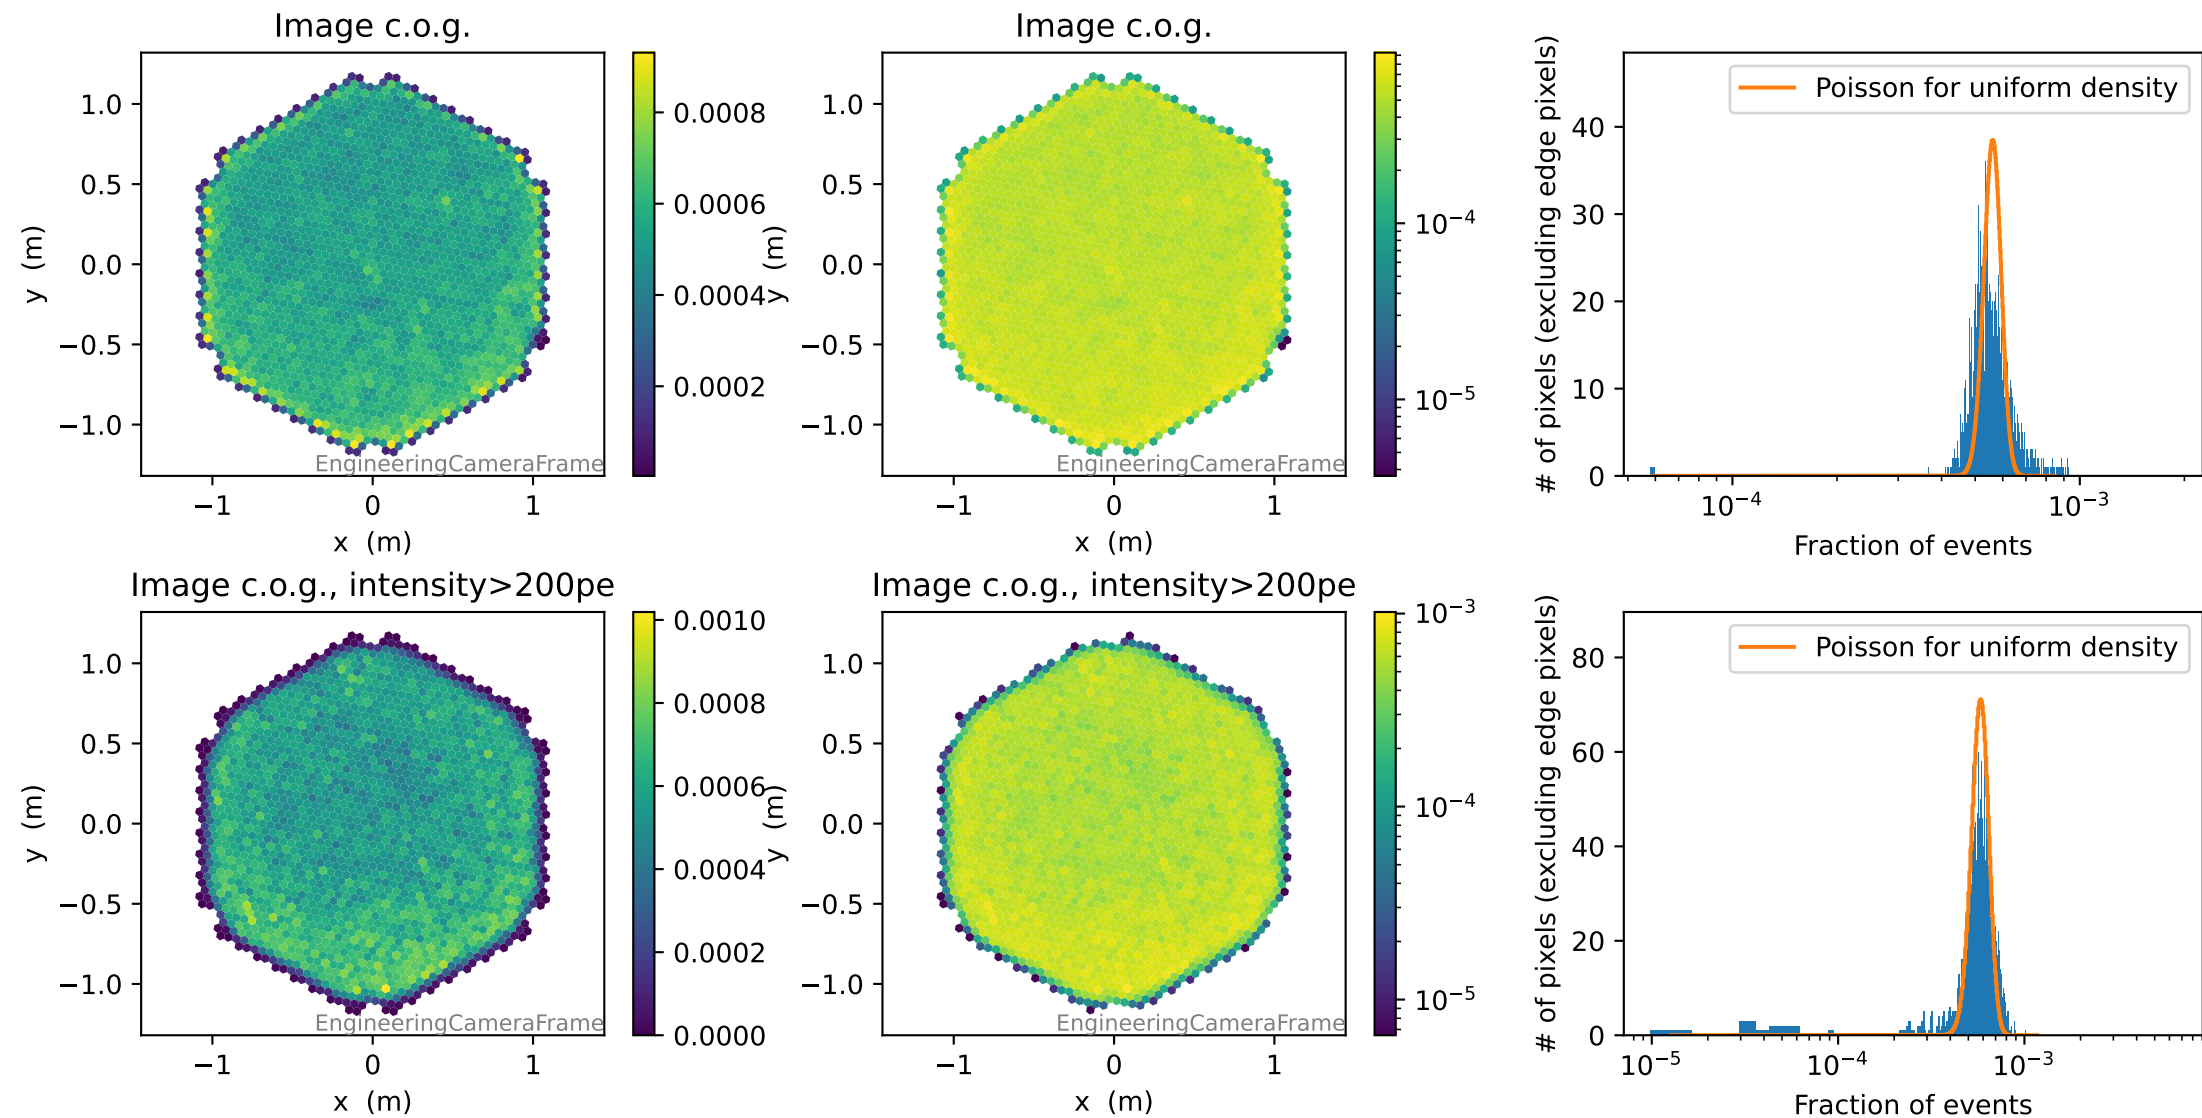 Image c.o.g.
1.0
0.5
0.0
−0.5
−1.0
y (m)
−1
0
1
x (m)
EngineeringCameraFrame
0.0008
0.0006
0.0004
0.0002
Image c.o.g.
1.0
0.5
0.0
−0.5
−1.0
y (m)
−1
0
1
x (m)
EngineeringCameraFrame
10−4
10−5
# of pixels (excluding edge pixels)
40
30
20
10
0
Poisson for uniform density
10−4
10−3
Fraction of events
Image c.o.g., intensity>200pe
1.0
0.5
0.0
−0.5
−1.0
y (m)
−1
0
1
x (m)
EngineeringCameraFrame
0.0010
0.0008
0.0006
0.0004
0.0002
0.0000
Image c.o.g., intensity>200pe
1.0
0.5
0.0
−0.5
−1.0
y (m)
−1
0
1
x (m)
EngineeringCameraFrame
10−3
10−4
10−5
# of pixels (excluding edge pixels)
80
60
40
20
0
Poisson for uniform density
10−5
10−4
10−3
Fraction of events